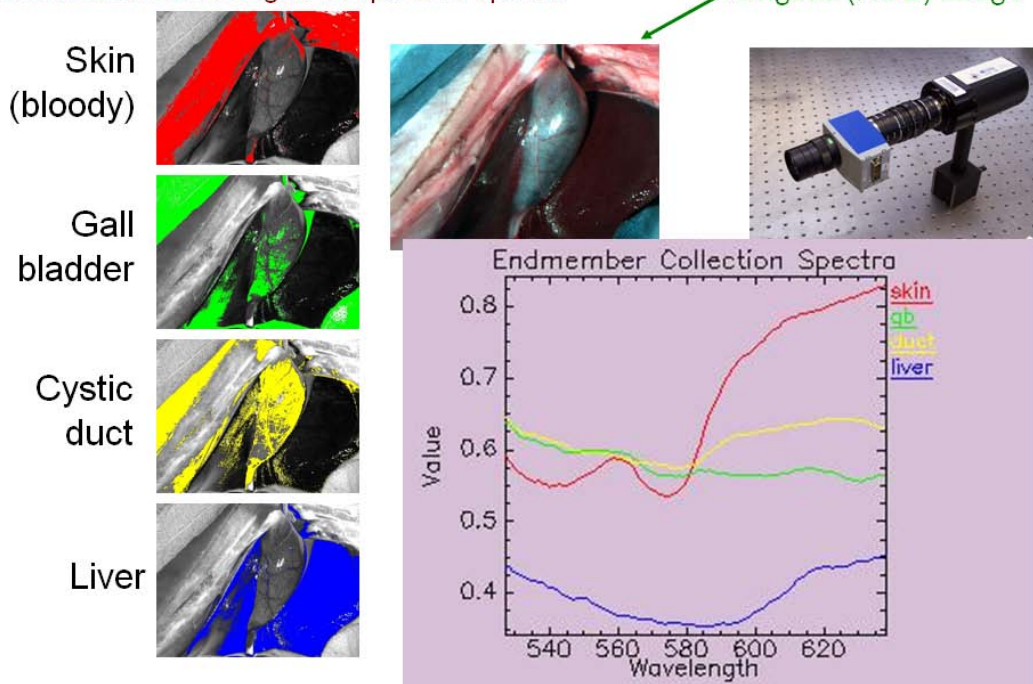 Skin
(bloody)
Gall
bladder
Cystic
duct
Liver
Endmember Collection Spectra
skin
gb
duct
liver
0.8
0.7
0.6
0.5
0.4
Value
540 560 580 600 620
Wavelength